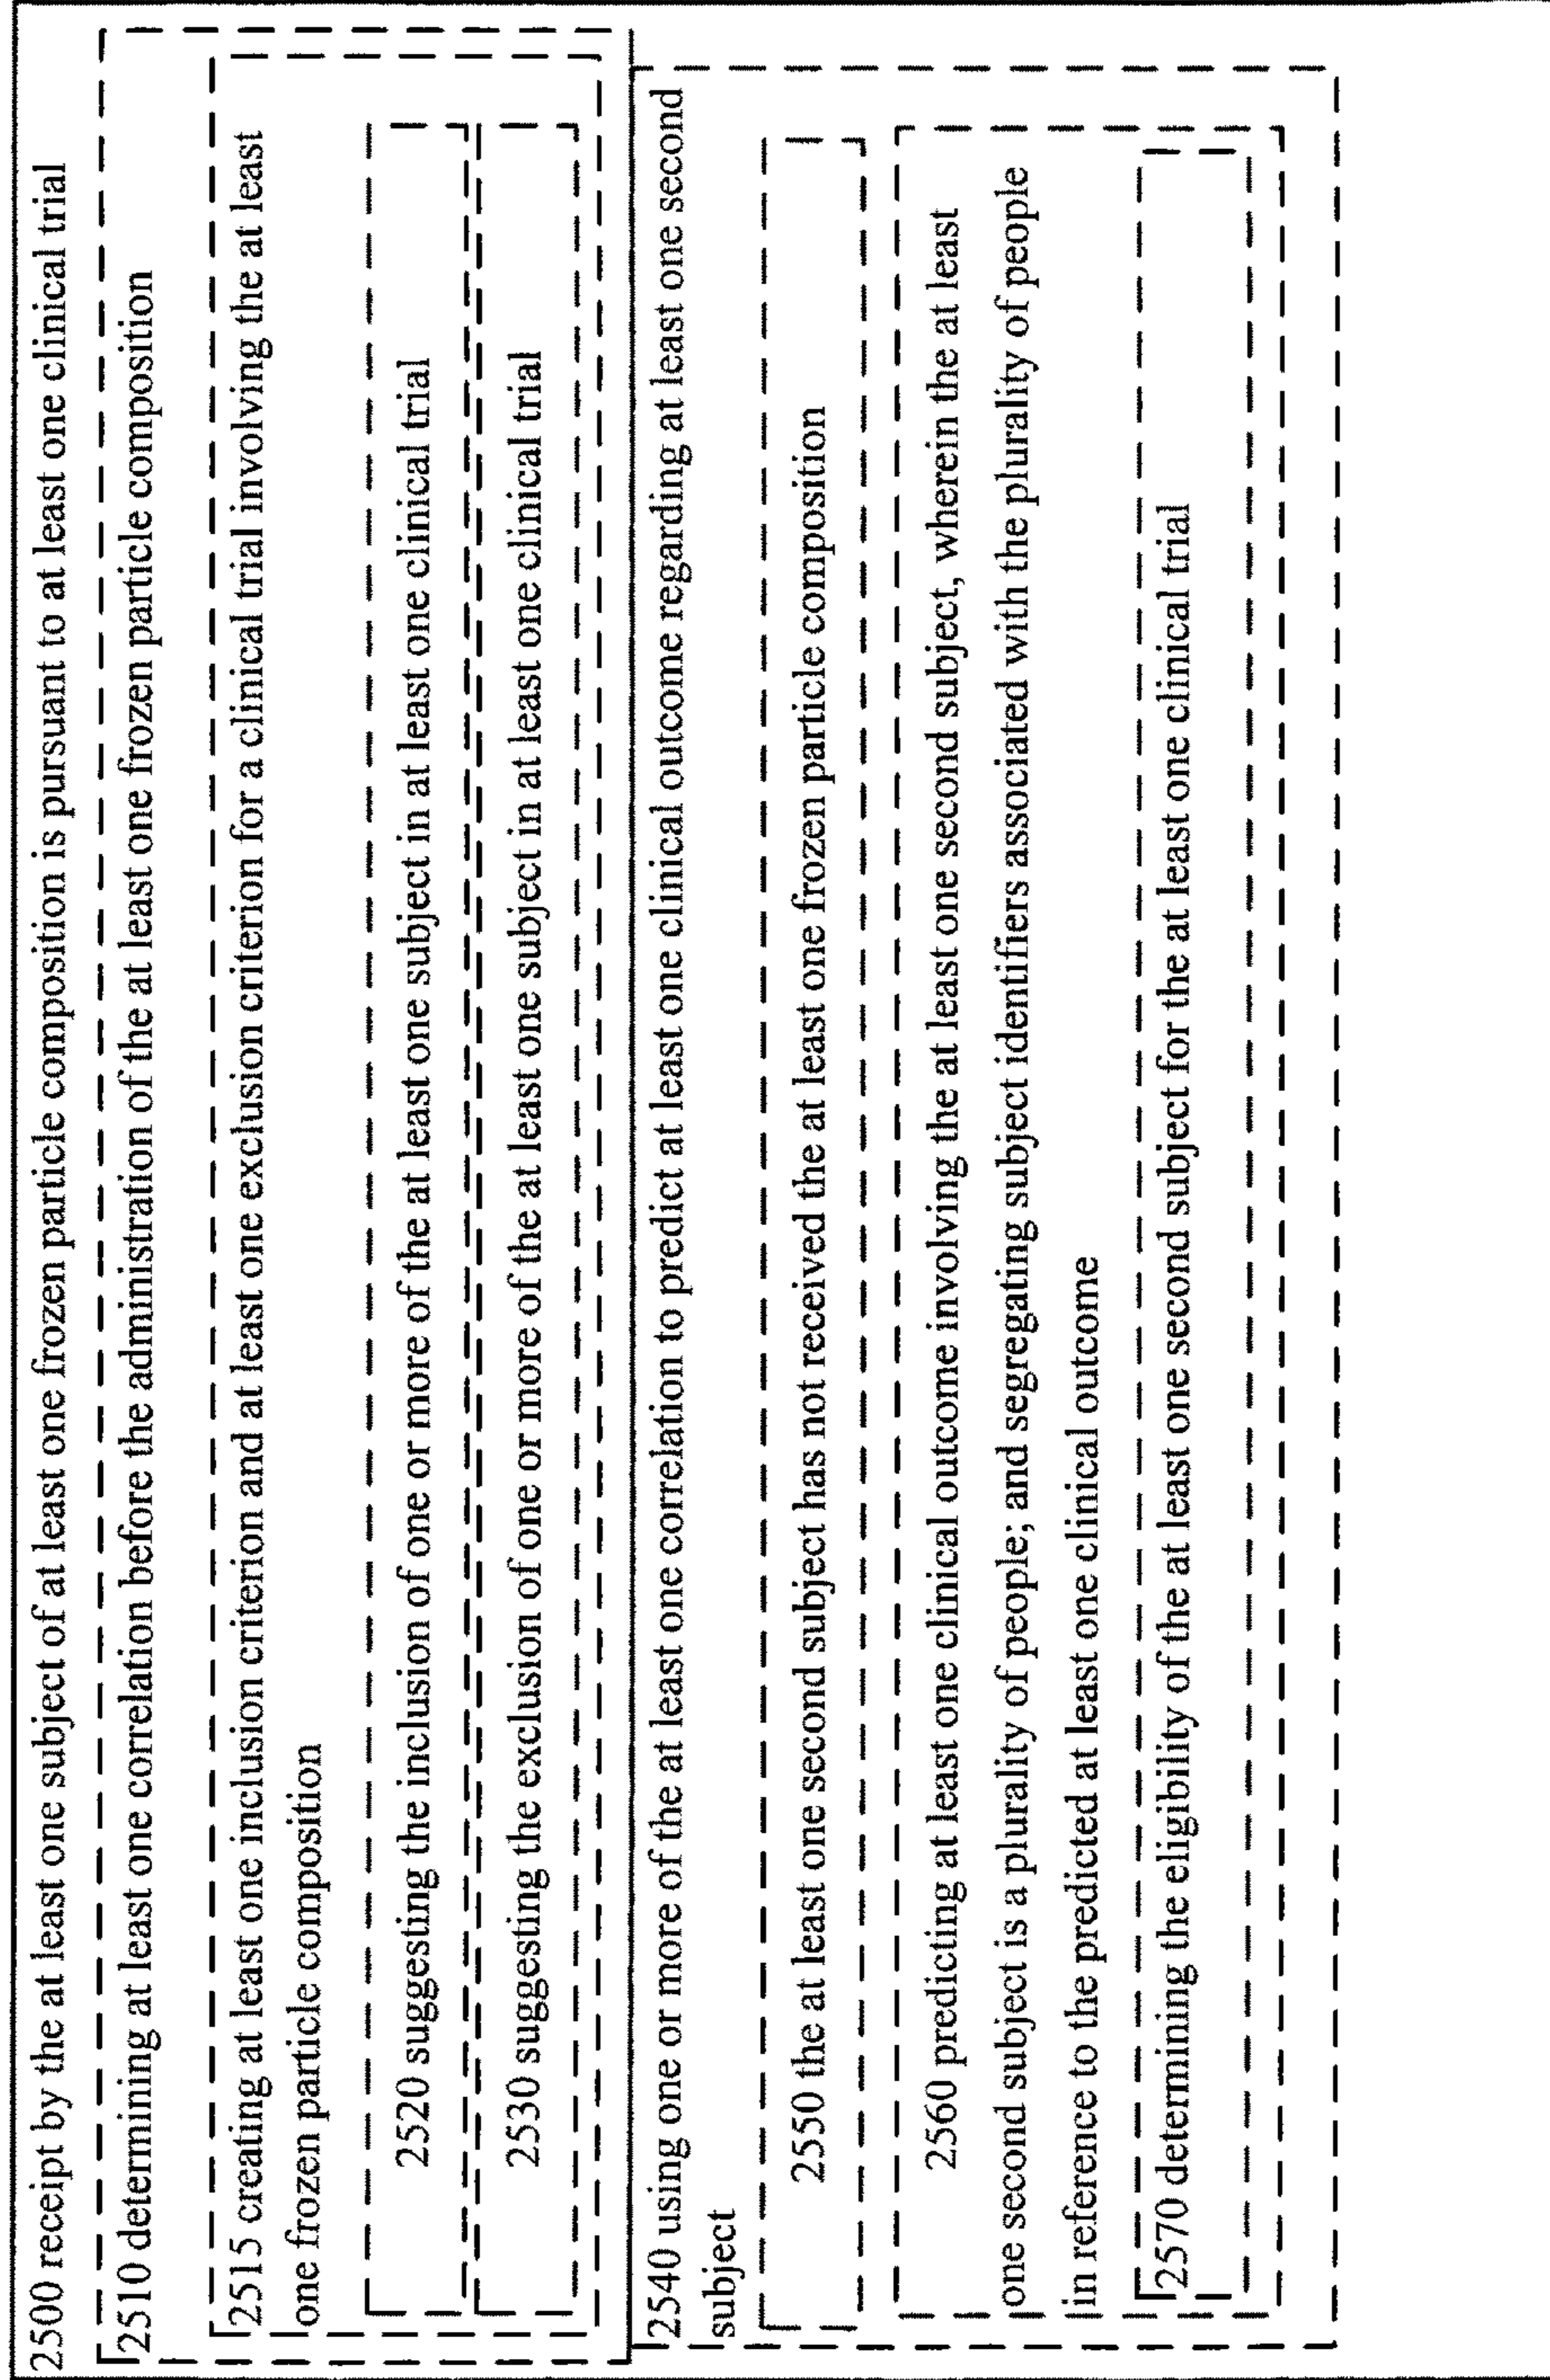 2500 receipt by the at least one subject of at least one frozen particle composition is pursuant to at least one clinical trial
2510 determining at least one correlation before the administration of the at least one frozen particle composition
2515 creating at least one inclusion criterion and at least one exclusion criterion for a clinical trial involving the at least
one frozen particle composition
2520 suggesting the inclusion of one or more of the at least one subject in at least one clinical trial
2530 suggesting the exclusion of one or more of the at least one subject in at least one clinical trial
2540 using one or more of the at least one correlation to predict at least one clinical outcome regarding at least one second
subject
2550 the at least one second subject has not received the at least one frozen particle composition
2560 predicting at least one clinical outcome involving the at least one second subject, wherein the at least
one second subject is a plurality of people; and segregating subject identifiers associated with the plurality of people
in reference to the predicted at least one clinical outcome
2570 determining the eligibility of the at least one second subject for the at least one clinical trial